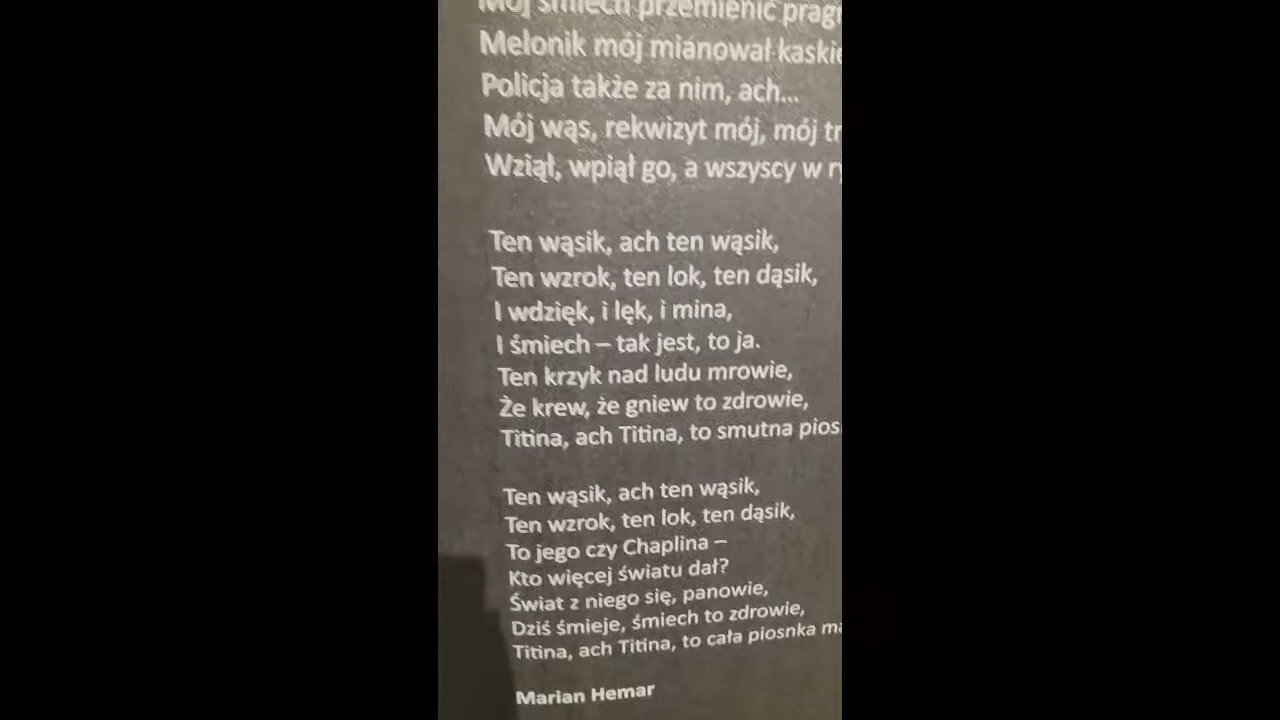 Mój śmiech przemienić
Melonik mój mianował
Policja także za nim, ach...
Mój wąs, rekwizyt mój, mój
Wziął, wpiął go, a wszyscy w
Ten wąsik, ach ten wąsik,
Ten wzrok, ten lok, ten dąsik,
I wdzięk, i lęk, i mina,
I śmiech – tak jest, to ja.
Ten krzyk nad ludu mrowie,
Że krew, że gniew to zdrowie,
Titina, ach Titina, to smutna
Ten wąsik, ach ten wąsik,
Ten wzrok, ten lok, ten dąsik,
To jego czy Chaplina –
Kto więcej światu dał?
Świat z niego się, panowie,
Dziś śmieje, śmiech to zdrowie,
Titina, ach Titina, to cała piosnka
Marian Hemar